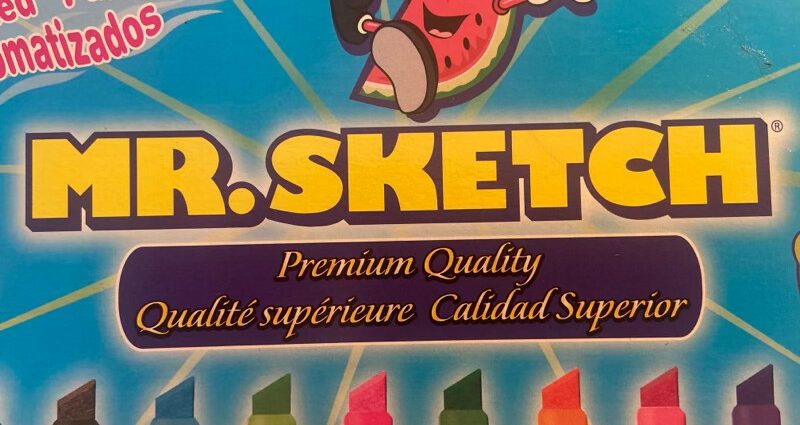 omatizados
MR. SKETCH®
Premium Quality
Qualité supérieure Calidad Superior